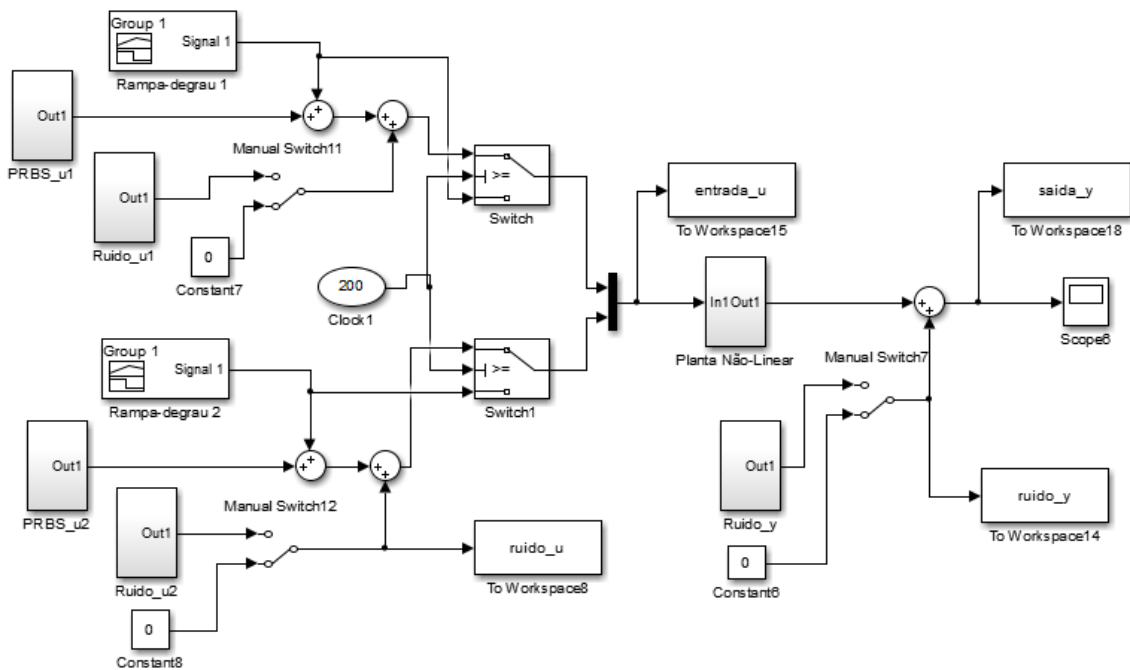 Group 1
Signal 1
Rampa-degrau 1
Out1
PRBS_u1
Manual Switch11
Out1
Ruido_u1
0
Constant7
>=
Switch
200
Clock1
entrada_u
To Workspace15
saida_y
To Workspace18
In1 Out1
Planta Não-Linear
Scope6
Group 1
Signal 1
Rampa-degrau 2
>=
Switch1
Out1
PRBS_u2
Manual Switch12
Out1
Ruido_u2
0
Constant8
ruido_u
To Workspace8
Manual Switch7
Out1
Ruido_y
0
Constant6
ruido_y
To Workspace14